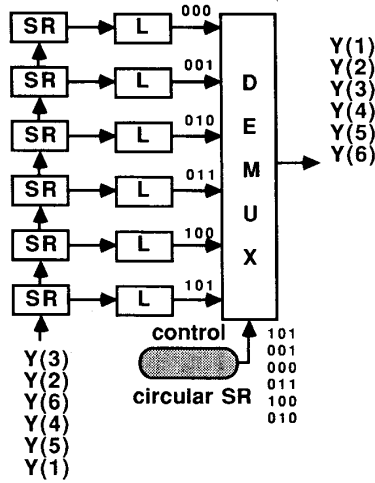 SR L 000
SR L 001
SR L 010
SR L 011
SR L 100
SR L 101
D
E
M
U
X
Y(1)
Y(2)
Y(3)
Y(4)
Y(5)
Y(6)
control
circular SR
Y(3)
Y(2)
Y(6)
Y(4)
Y(5)
Y(1)
101
001
000
011
100
010